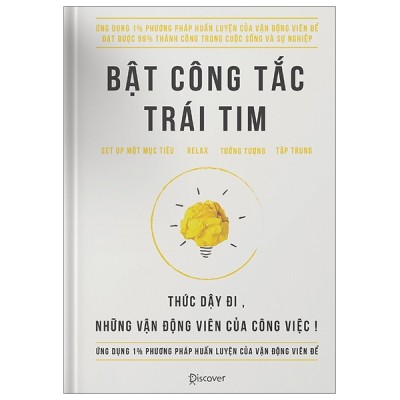 ỨNG DỤNG 1% PHƯƠNG PHÁP HUẤN LUYỆN CỦA VẬN ĐỘNG VIÊN ĐỂ
ĐẠT ĐƯỢC 98% THÀNH CÔNG TRONG CUỘC SỐNG VÀ SỰ NGHIỆP
BẬT CÔNG TẮC
TRÁI TIM
SET UP MỘT MỤC TIÊU RELAX TƯỞNG TƯỢNG TẬP TRUNG
THỨC DẬY ĐI ,
NHỮNG VẬN ĐỘNG VIÊN CỦA CÔNG VIỆC !
ỨNG DỤNG 1% PHƯƠNG PHÁP HUẤN LUYỆN CỦA VẬN ĐỘNG VIÊN ĐỂ
Discover